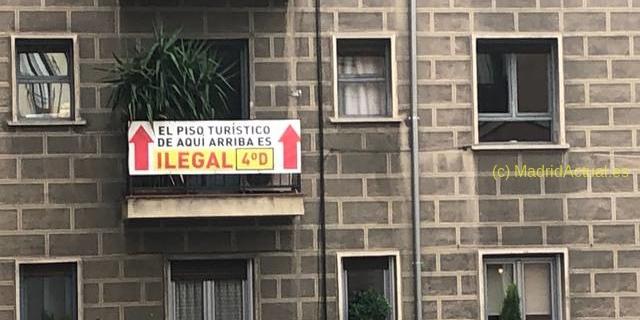 EL PISO TURÍSTICO
DE AQUÍ ARRIBA ES
ILEGAL 4ºD
(c) MadridActual.es